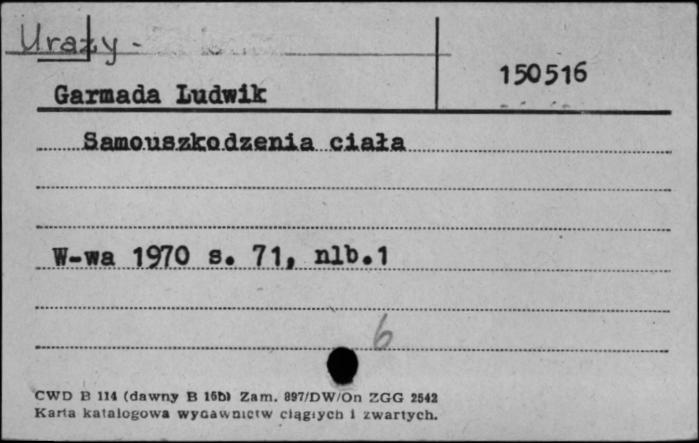 Urazy -
150516
Garmada Ludwik
Samouszkodzenia ciała
W-wa 1970 s. 71, nlb.1
6
CWD B 114 (dawny B 16b) Zam. 897/DW/On ZGG 2542
Karta katalogowa wydawnictw ciągłych i zwartych.